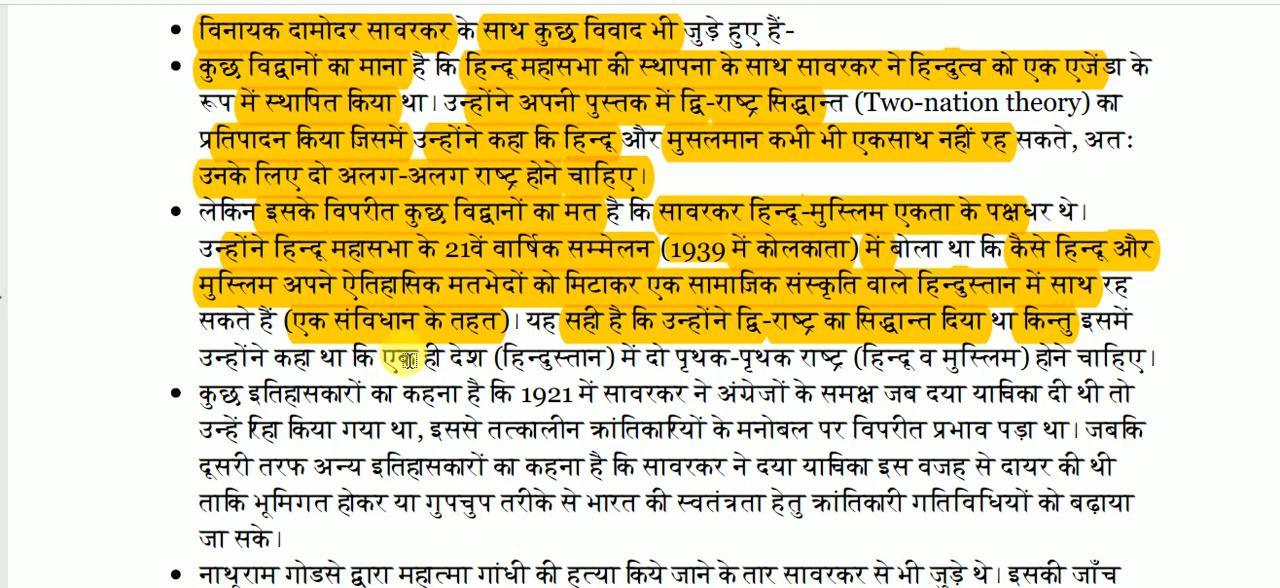 • विनायक दामोदर सावरकर के साथ कुछ विवाद भी जुड़े हुए हैं-
• कुछ विद्वानों का माना है कि हिन्दू महासभा की स्थापना के साथ सावरकर ने हिन्दुत्व को एक एजेंडा के
रूप में स्थापित किया था। उन्होंने अपनी पुस्तक में द्वि-राष्ट्र सिद्धान्त (Two-nation theory) का
प्रतिपादन किया जिसमें उन्होंने कहा कि हिन्दू और मुसलमान कभी भी एकसाथ नहीं रह सकते, अतः
उनके लिए दो अलग-अलग राष्ट्र होने चाहिए।
• लेकिन इसके विपरीत कुछ विद्वानों का मत है कि सावरकर हिन्दू-मुस्लिम एकता के पक्षधर थे।
उन्होंने हिन्दू महासभा के 21वें वार्षिक सम्मेलन (1939 में कोलकाता) में बोला था कि कैसे हिन्दू और
मुस्लिम अपने ऐतिहासिक मतभेदों को मिटाकर एक सामाजिक संस्कृति वाले हिन्दुस्तान में साथ रह
सकते हैं (एक संविधान के तहत)। यह सही है कि उन्होंने द्वि-राष्ट्र का सिद्धान्त दिया था किन्तु इसमें
उन्होंने कहा था कि एक ही देश (हिन्दुस्तान) में दो पृथक-पृथक राष्ट्र (हिन्दू व मुस्लिम) होने चाहिए।
• कुछ इतिहासकारों का कहना है कि 1921 में सावरकर ने अंग्रेजों के समक्ष जब दया याचिका दी थी तो
उन्हें रिहा किया गया था, इससे तत्कालीन क्रांतिकारियों के मनोबल पर विपरीत प्रभाव पड़ा था। जबकि
दूसरी तरफ अन्य इतिहासकारों का कहना है कि सावरकर ने दया याचिका इस वजह से दायर की थी
ताकि भूमिगत होकर या गुपचुप तरीके से भारत की स्वतंत्रता हेतु क्रांतिकारी गतिविधियों को बढ़ाया
जा सके।
• नाथूराम गोडसे द्वारा महात्मा गांधी की हत्या किये जाने के तार सावरकर से भी जुड़े थे। इसकी जाँच